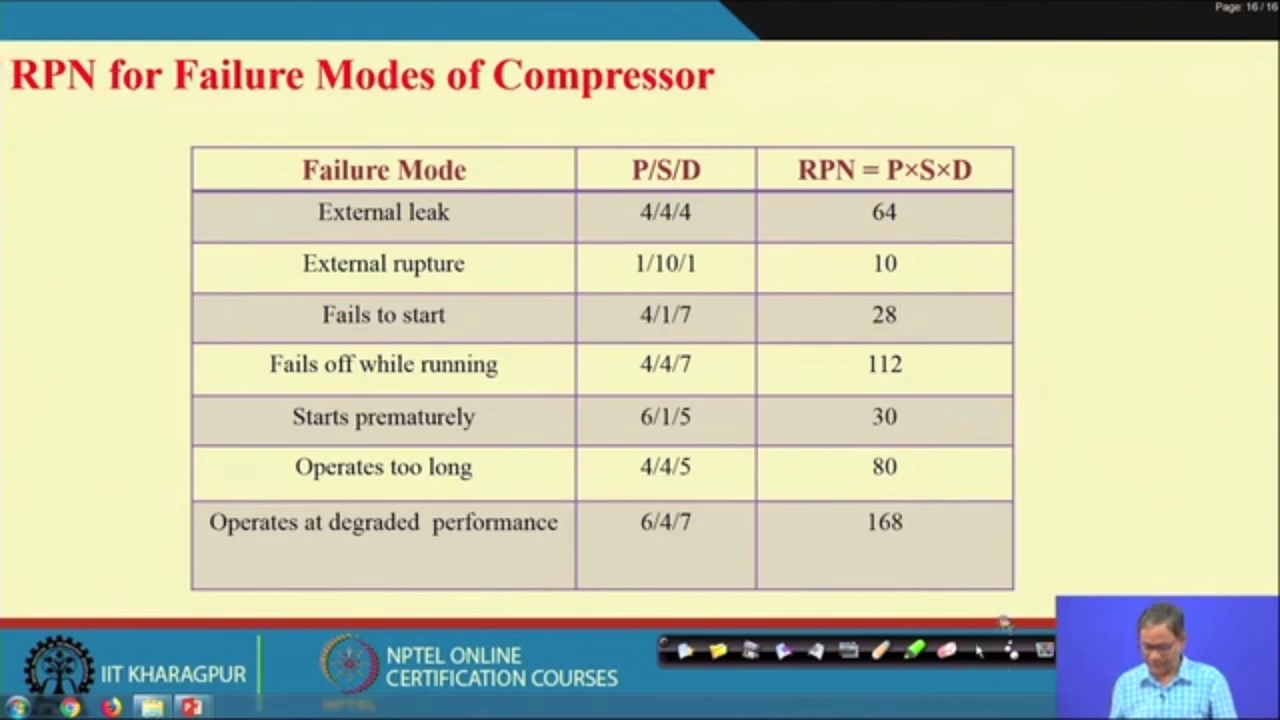 Page: 16 / 16
RPN for Failure Modes of Compressor
Failure Mode P/S/D RPN = P×S×D
External leak 4/4/4 64
External rupture 1/10/1 10
Fails to start 4/1/7 28
Fails off while running 4/4/7 112
Starts prematurely 6/1/5 30
Operates too long 4/4/5 80
Operates at degraded performance 6/4/7 168
IIT KHARAGPUR
NPTEL ONLINE
CERTIFICATION COURSES